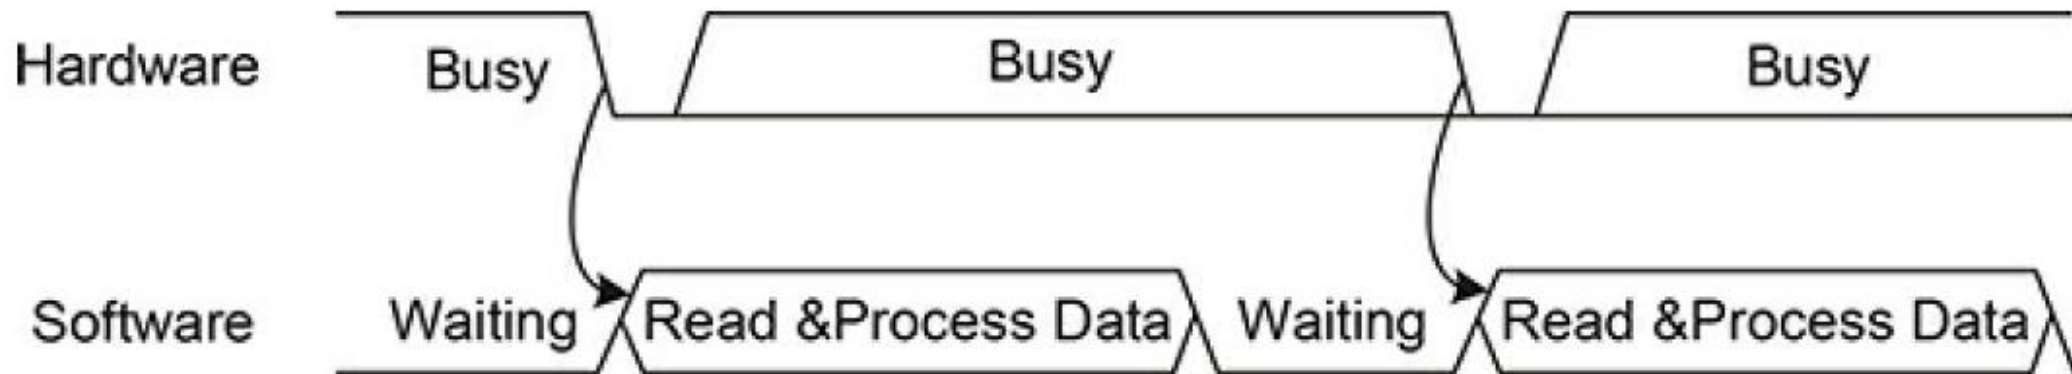 Hardware Busy Busy Busy
Software Waiting Read &Process Data Waiting Read &Process Data